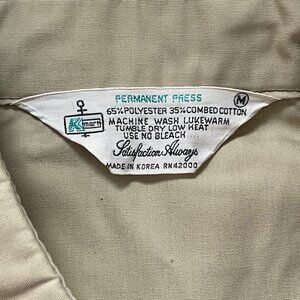 PERMANENT PRESS
M
65% POLYESTER 35% COMBED COTTON
K mart
MACHINE WASH LUKEWARM
TUMBLE DRY LOW HEAT
USE NO BLEACH
Satisfaction Always
MADE IN KOREA RN42000